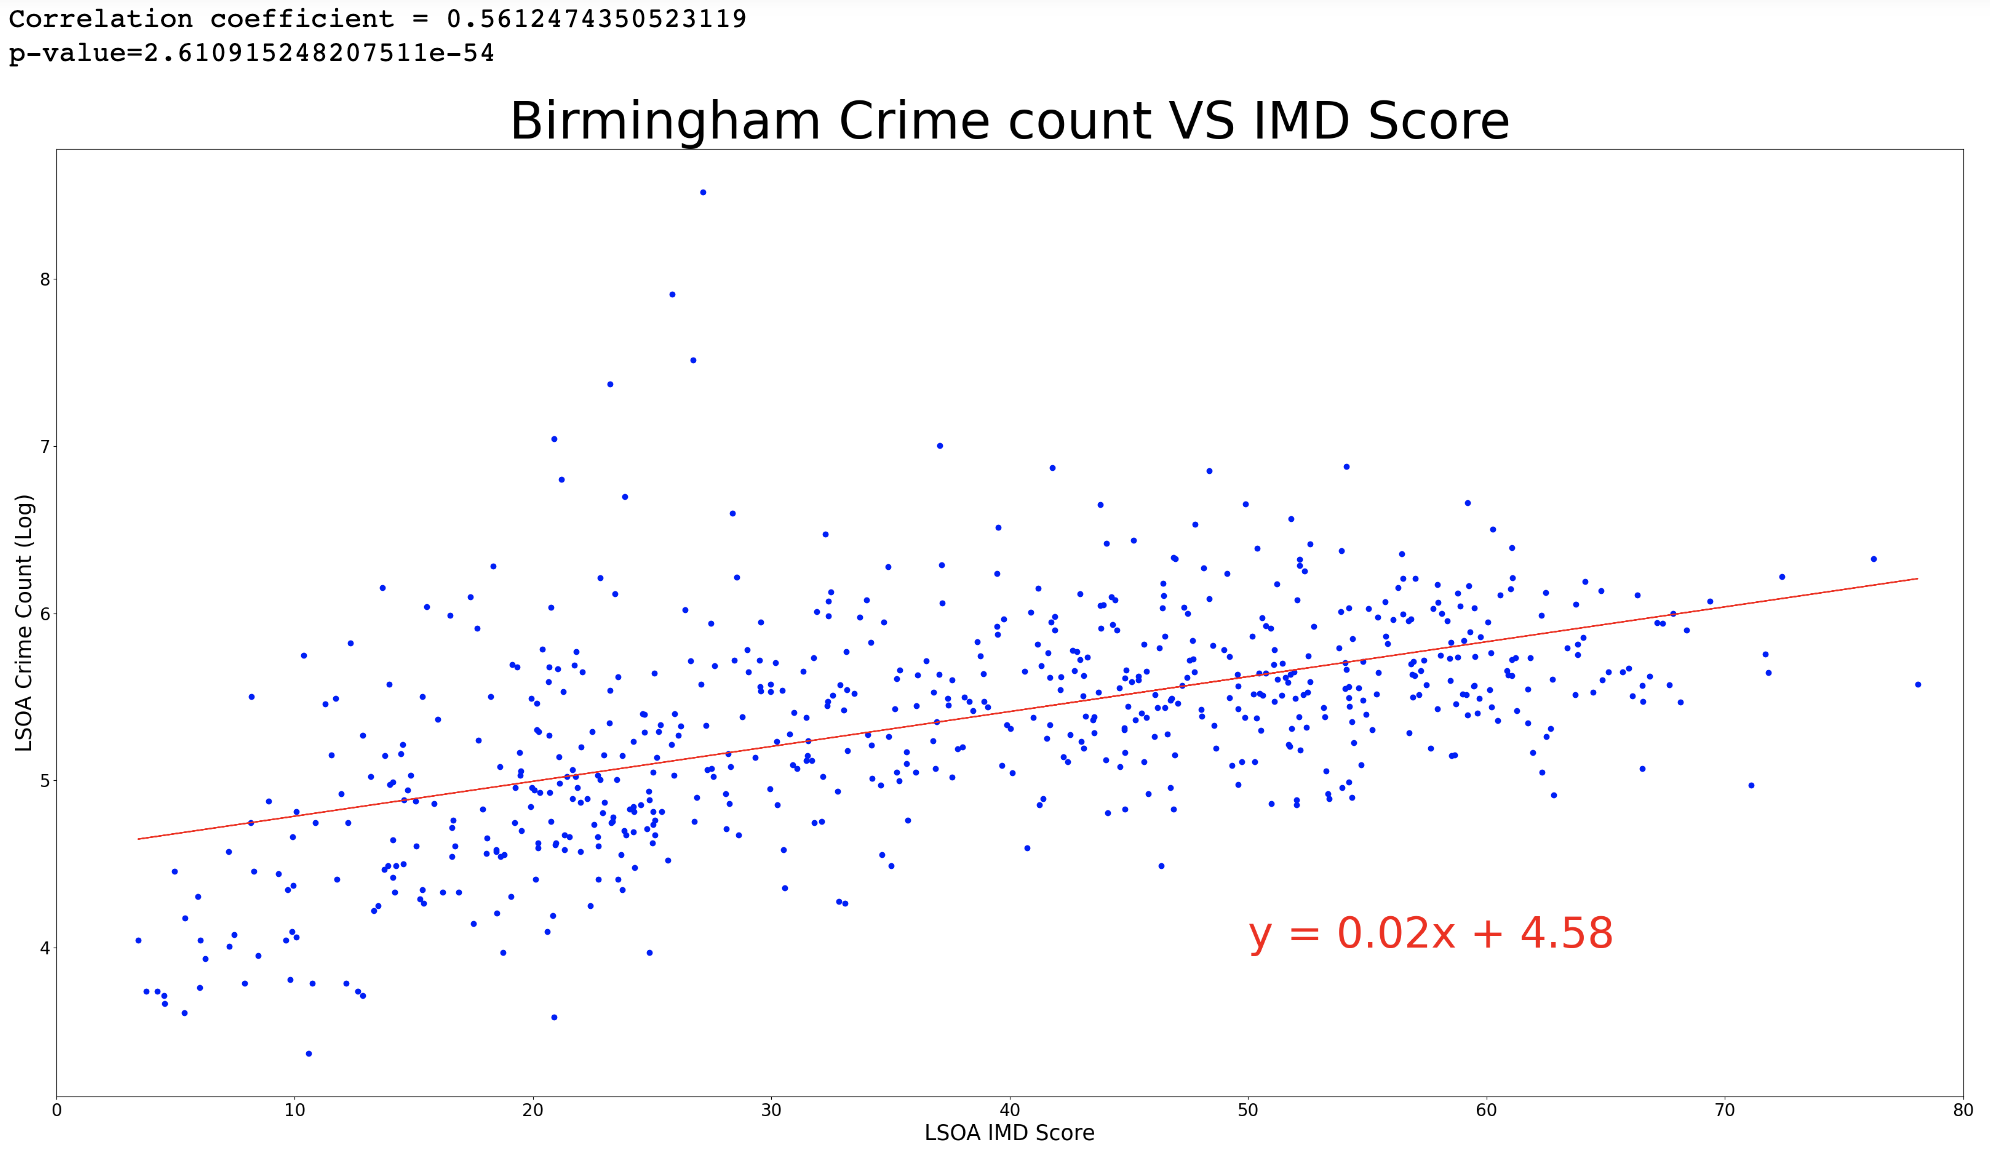 Correlation coefficient = 0.5612474350523119
p-value=2.610915248207511e-54
Birmingham Crime count VS IMD Score
LSOA Crime Count (Log)
8
7
6
5
4
y = 0.02x + 4.58
0 10 20 30 40 50 60 70 80
LSOA IMD Score